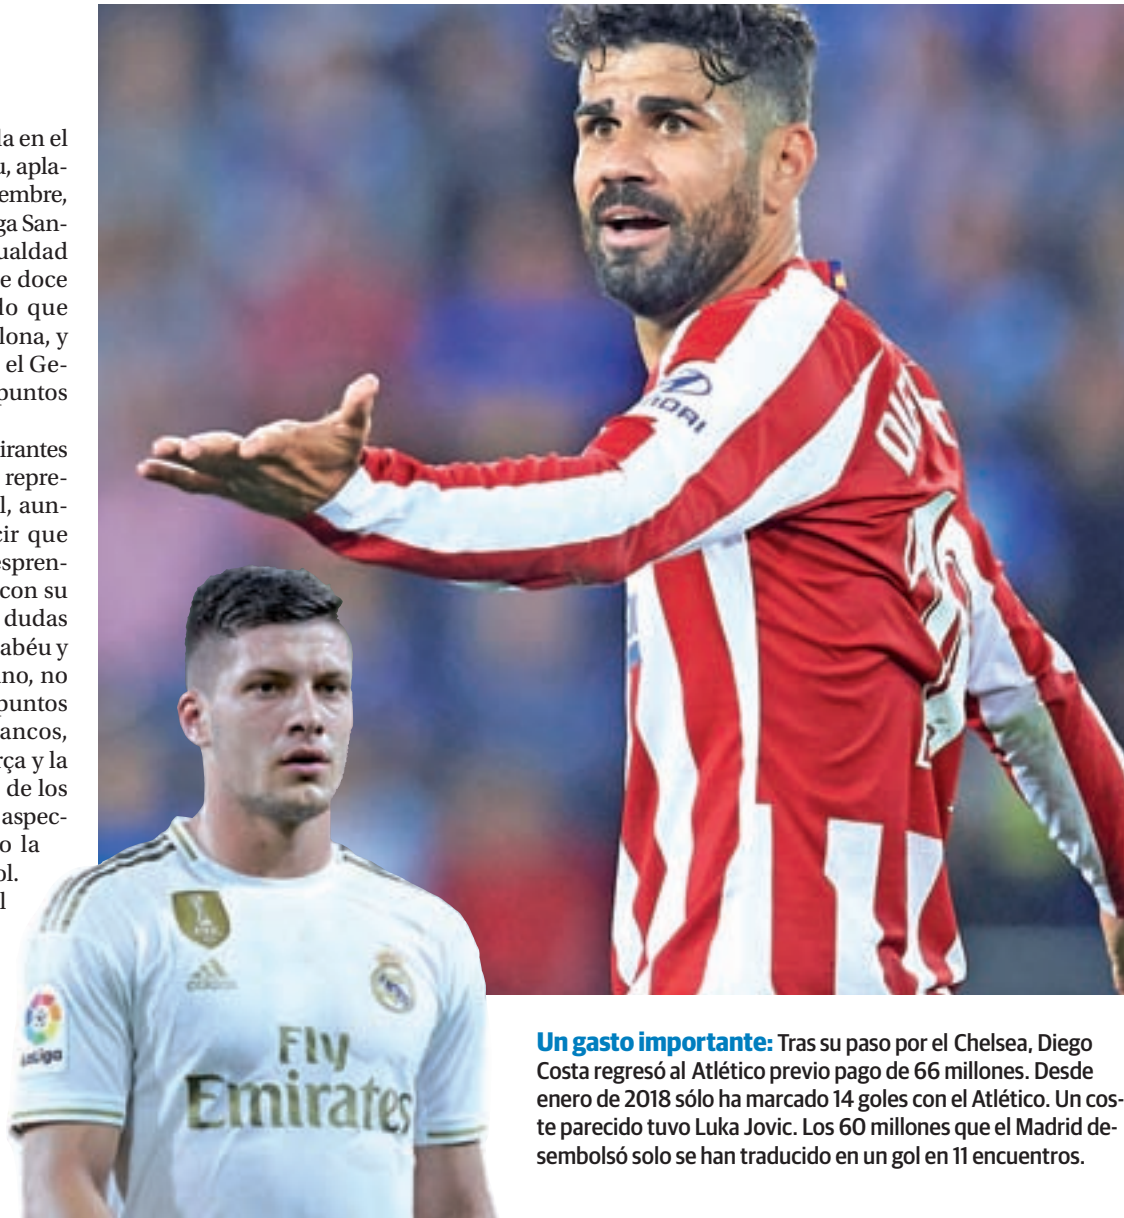 la en el
u, apla-
embre,
ga San-
ualdad
e doce
lo que
lona, y
el Ge-
puntos
irantes
repre-
l, aun-
cir que
espren-
con su
dudas
abéu y
no, no
puntos
ancos,
rça y la
de los
aspec-
o la
ol.
l
adidas
LaLiga
Fly
Emirates
Un gasto importante: Tras su paso por el Chelsea, Diego
Costa regresó al Atlético previo pago de 66 millones. Desde
enero de 2018 sólo ha marcado 14 goles con el Atlético. Un cos-
te parecido tuvo Luka Jovic. Los 60 millones que el Madrid de-
sembolsó solo se han traducido en un gol en 11 encuentros.